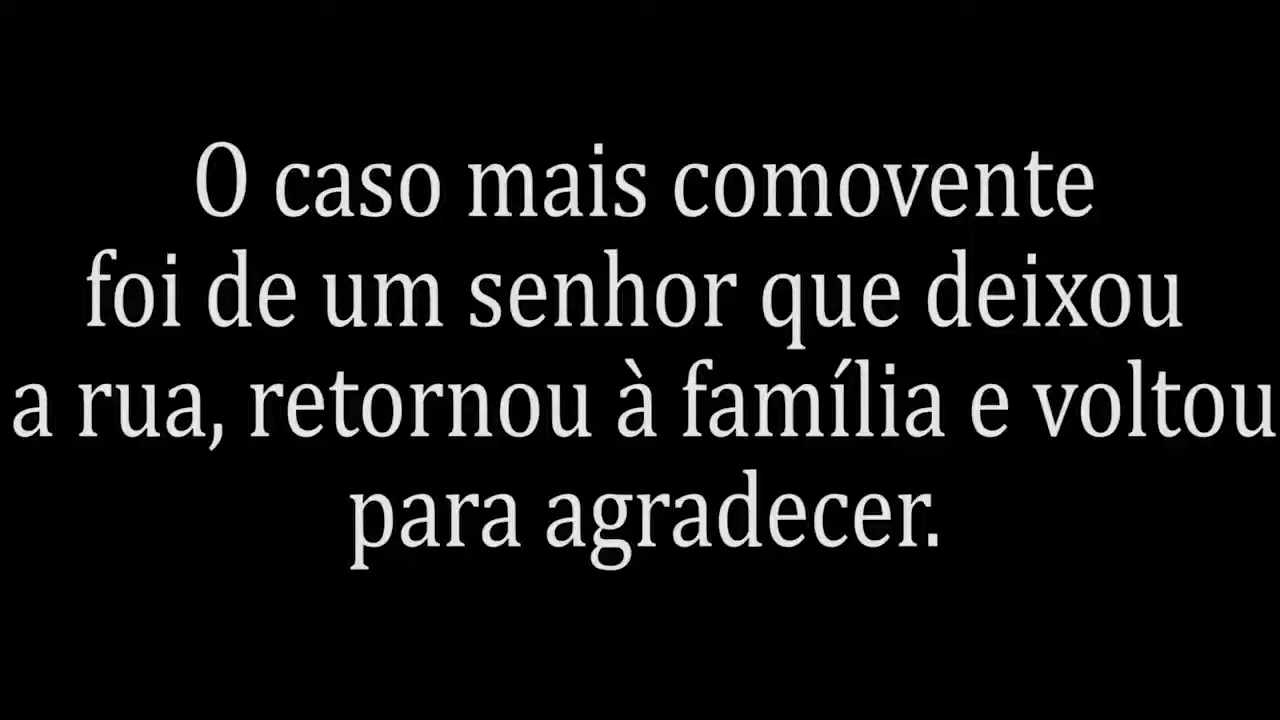 O caso mais comovente
foi de um senhor que deixou
a rua, retornou à família e voltou
para agradecer.